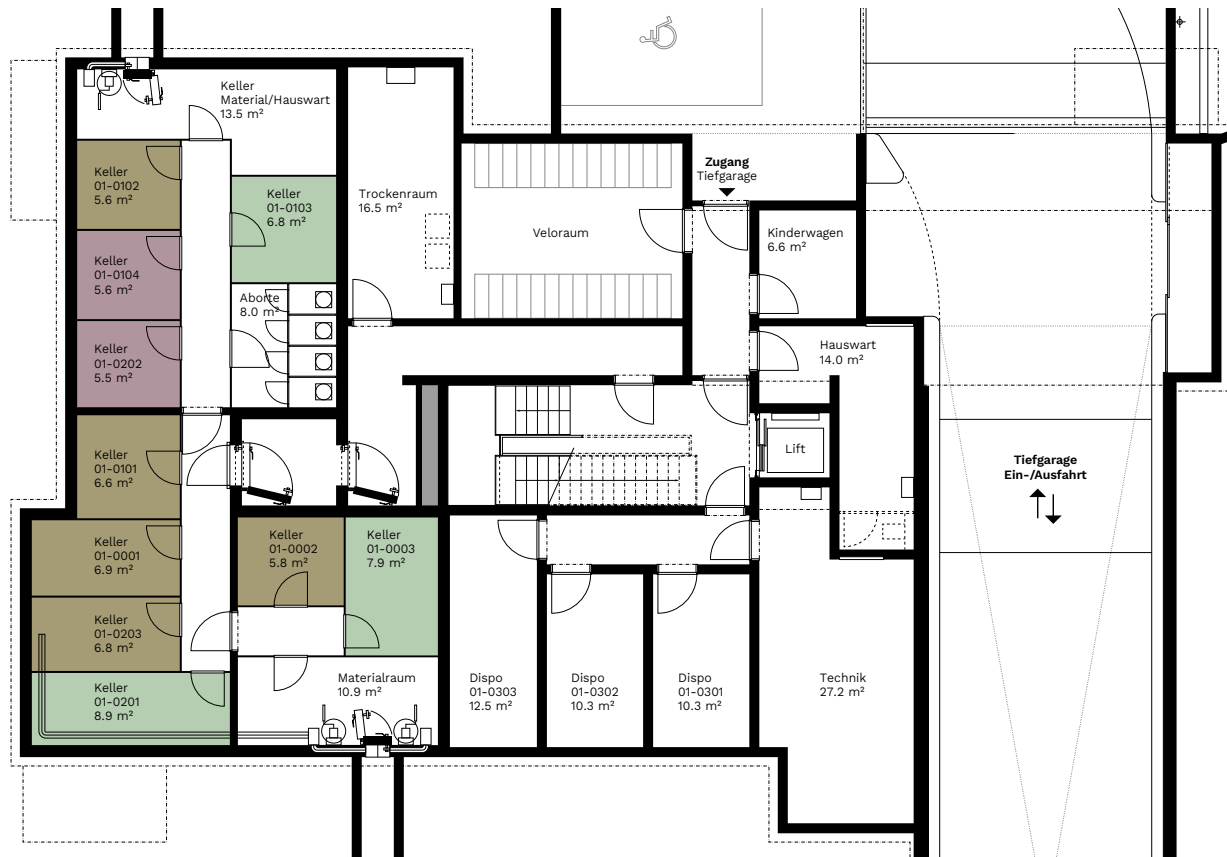 Keller
Material/Hauswart
13.5 m²
Keller
01-0102
5.6 m²
Keller
01-0103
6.8 m²
Trockenraum
16.5 m²
Veloraum
Zugang
Tiefgarage
Kinderwagen
6.6 m²
Keller
01-0104
5.6 m²
Aborte
8.0 m²
Keller
01-0202
5.5 m²
Hauswart
14.0 m²
Lift
Tiefgarage
Ein-/Ausfahrt
Keller
01-0101
6.6 m²
Keller
01-0001
6.9 m²
Keller
01-0002
5.8 m²
Keller
01-0003
7.9 m²
Keller
01-0203
6.8 m²
Keller
01-0201
8.9 m²
Materialraum
10.9 m²
Dispo
01-0303
12.5 m²
Dispo
01-0302
10.3 m²
Dispo
01-0301
10.3 m²
Technik
27.2 m²